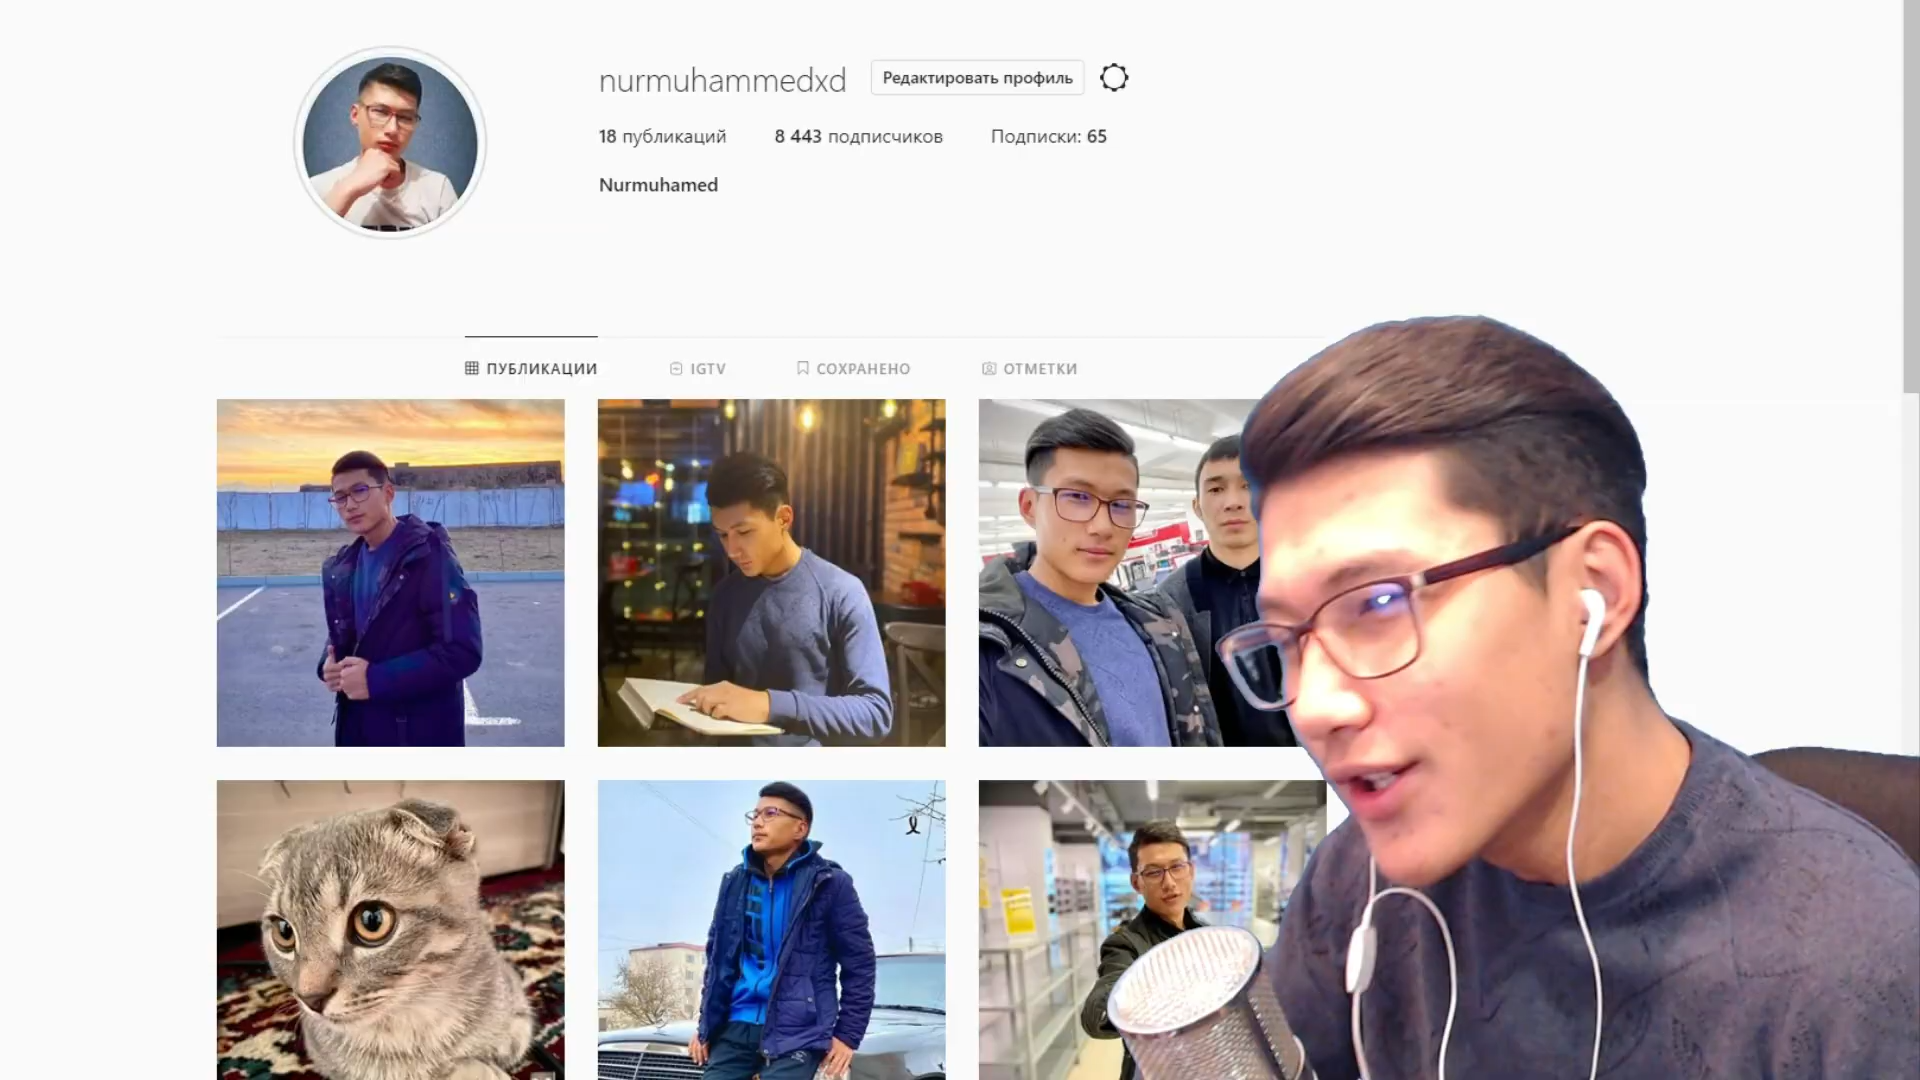 nurmuhammedxd Редактировать профиль
18 публикаций 8 443 подписчиков Подписки: 65
Nurmuhamed
ПУБЛИКАЦИИ IGTV СОХРАНЕНО ОТМЕТКИ